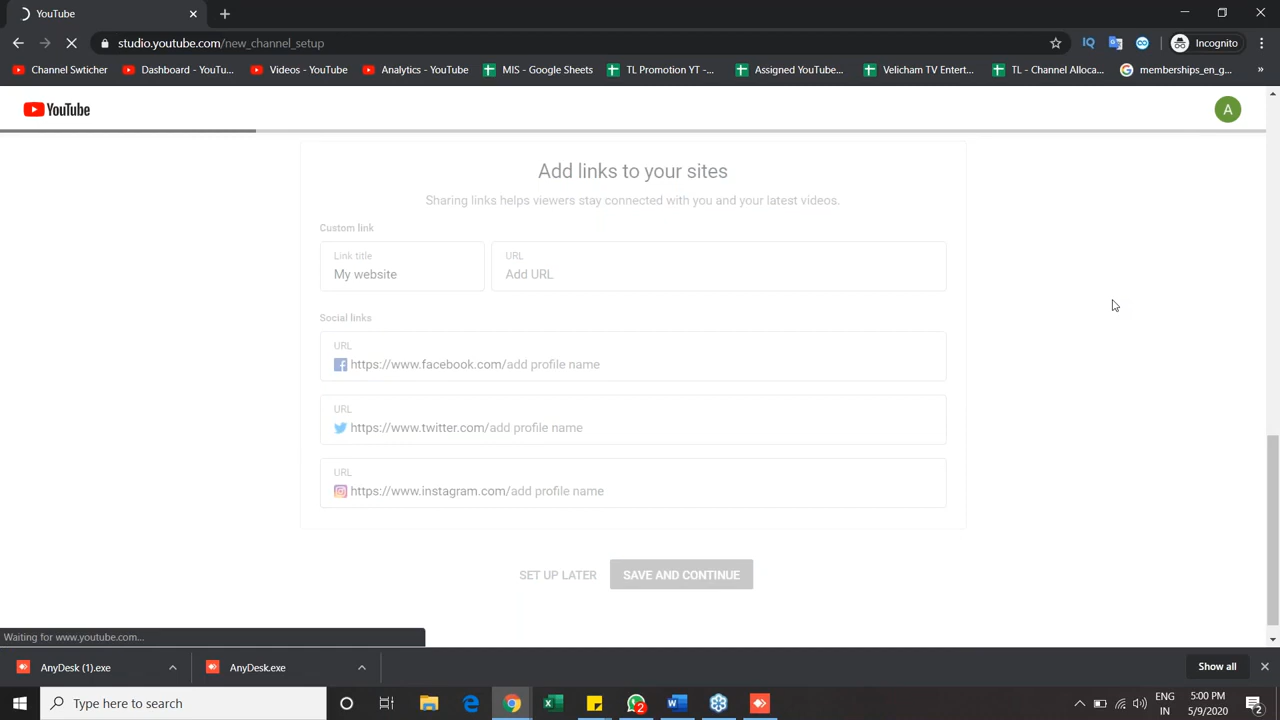 YouTube
studio.youtube.com/new_channel_setup
Incognito
Channel Swticher
Dashboard - YouTu...
Videos - YouTube
Analytics - YouTube
MIS - Google Sheets
TL Promotion YT -...
Assigned YouTube...
Velicham TV Entert...
TL - Channel Alloca...
memberships_en_g...
»
YouTube
A
Add links to your sites
Sharing links helps viewers stay connected with you and your latest videos.
Custom link
Link title
My website
URL
Add URL
Social links
URL
https://www.facebook.com/add profile name
URL
https://www.twitter.com/add profile name
URL
https://www.instagram.com/add profile name
SET UP LATER
SAVE AND CONTINUE
Waiting for www.youtube.com...
AnyDesk (1).exe
AnyDesk.exe
Show all
Type here to search
2
ENG
IN
5:00 PM
5/9/2020
2